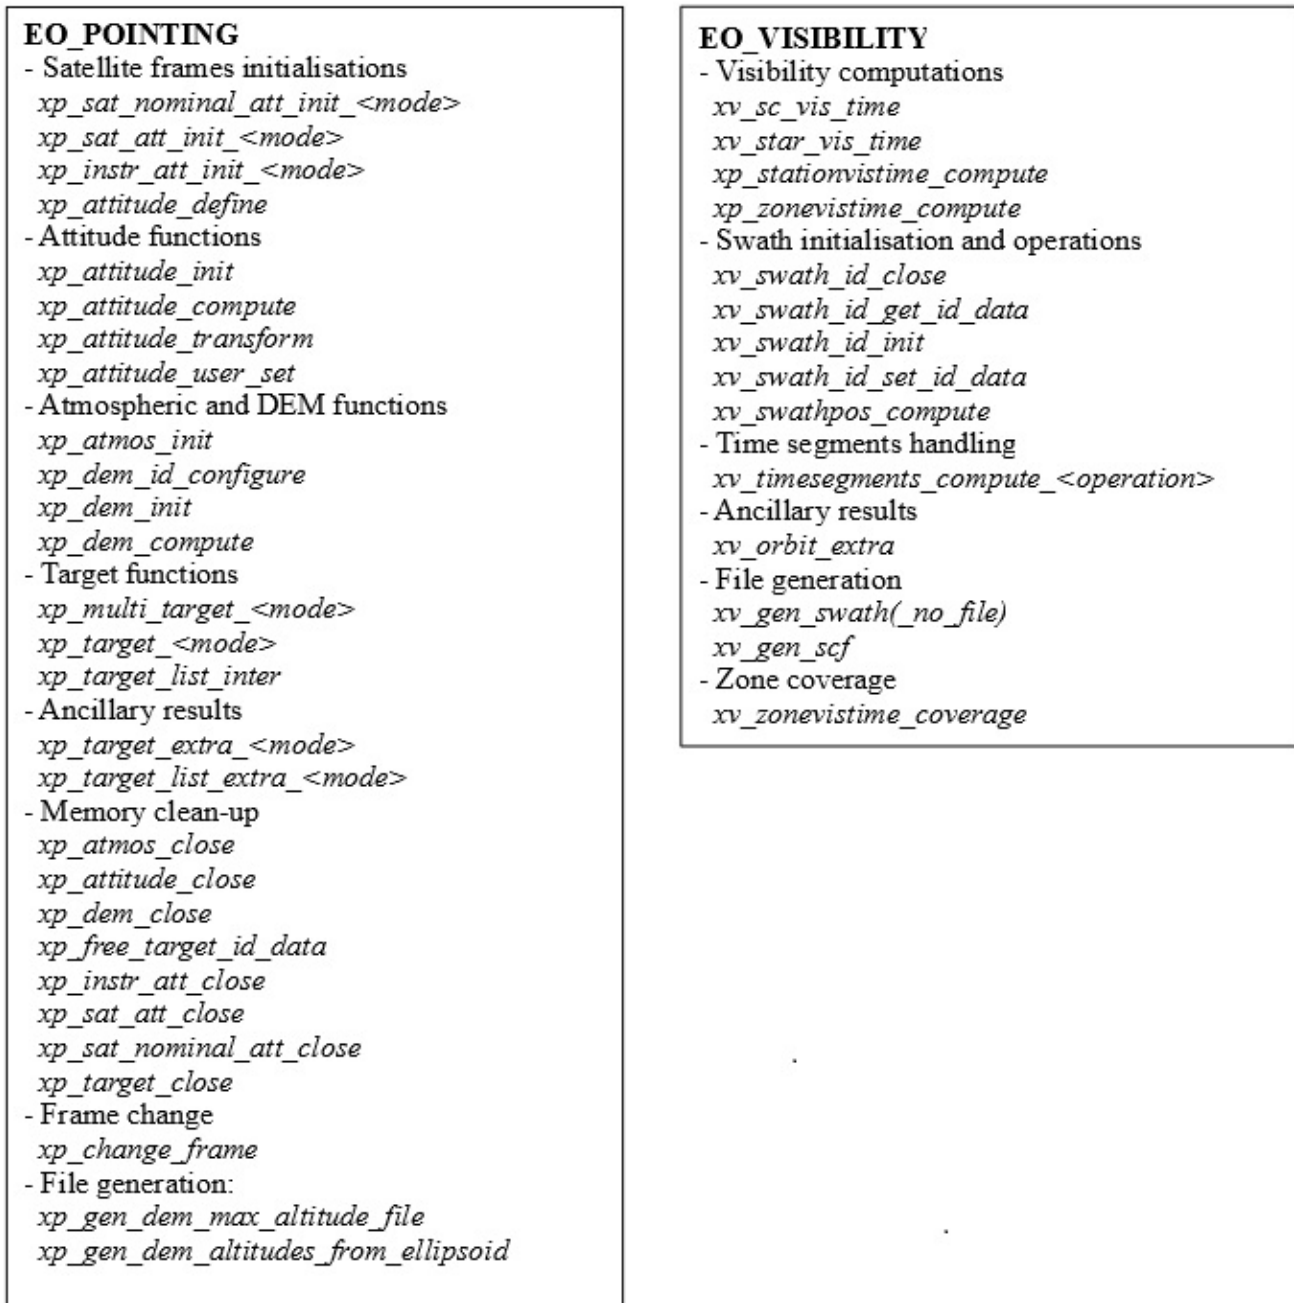 EO_POINTING
- Satellite frames initialisations
xp_sat_nominal_att_init_<mode>
xp_sat_att_init_<mode>
xp_instr_att_init_<mode>
xp_attitude_define
- Attitude functions
xp_attitude_init
xp_attitude_compute
xp_attitude_transform
xp_attitude_user_set
- Atmospheric and DEM functions
xp_atmos_init
xp_dem_id_configure
xp_dem_init
xp_dem_compute
- Target functions
xp_multi_target_<mode>
xp_target_<mode>
xp_target_list_inter
- Ancillary results
xp_target_extra_<mode>
xp_target_list_extra_<mode>
- Memory clean-up
xp_atmos_close
xp_attitude_close
xp_dem_close
xp_free_target_id_data
xp_instr_att_close
xp_sat_att_close
xp_sat_nominal_att_close
xp_target_close
- Frame change
xp_change_frame
- File generation:
xp_gen_dem_max_altitude_file
xp_gen_dem_altitudes_from_ellipsoid
EO_VISIBILITY
- Visibility computations
xv_sc_vis_time
xv_star_vis_time
xp_stationvistime_compute
xp_zonevistime_compute
- Swath initialisation and operations
xv_swath_id_close
xv_swath_id_get_id_data
xv_swath_id_init
xv_swath_id_set_id_data
xv_swathpos_compute
- Time segments handling
xv_timesegments_compute_<operation>
- Ancillary results
xv_orbit_extra
- File generation
xv_gen_swath(_no_file)
xv_gen_scf
- Zone coverage
xv_zonevistime_coverage